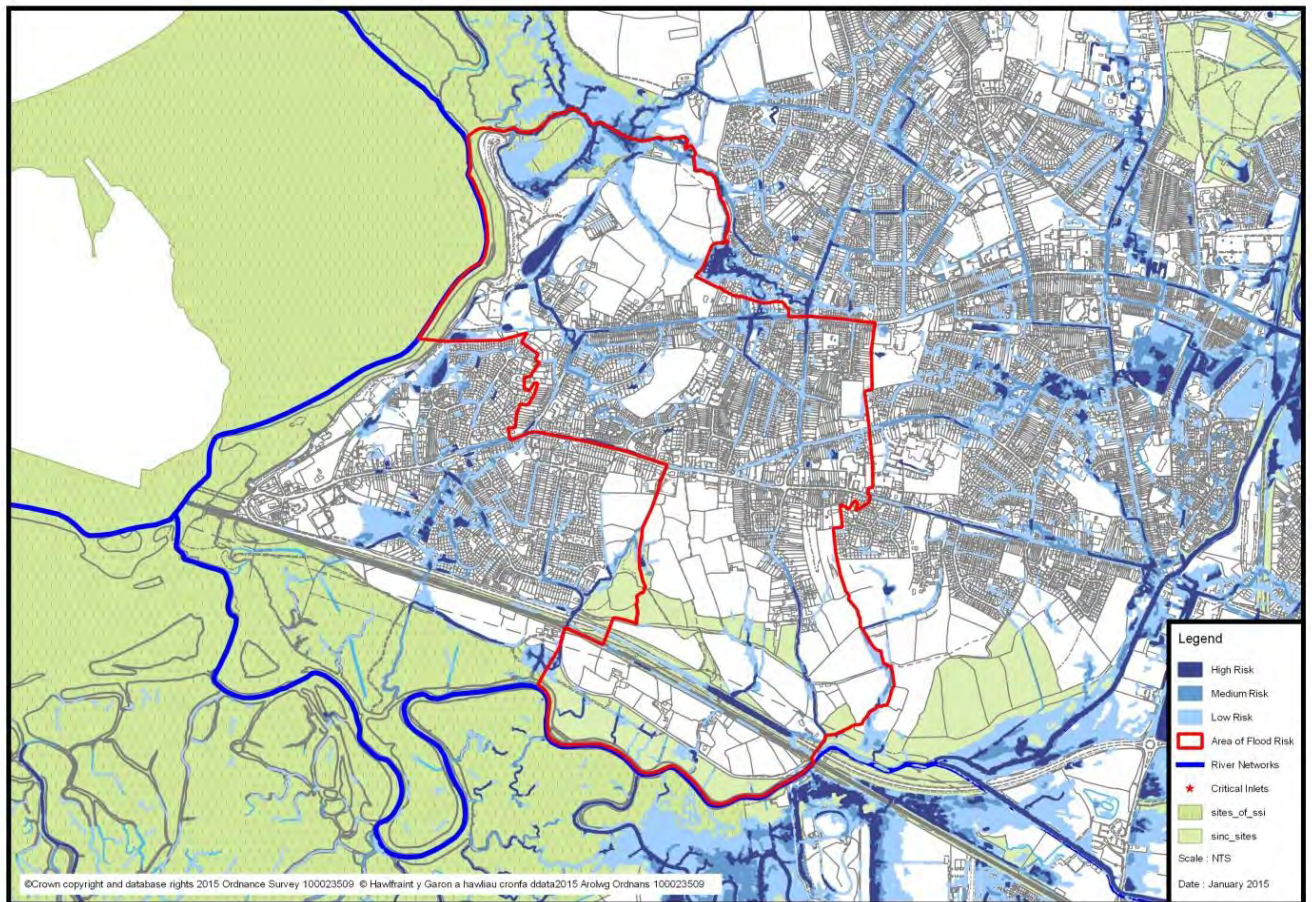 Legend
High Risk
Medium Risk
Low Risk
Area of Flood Risk
River Networks
Critical Inlets
sites_of_ssi
sinc_sites
Scale : NTS
Date : January 2015
©Crown copyright and database rights 2015 Ordnance Survey 100023509 © Hawlfraint y Garon a hawliau cronfa ddata2015 Arolwg Ordnans 100023509